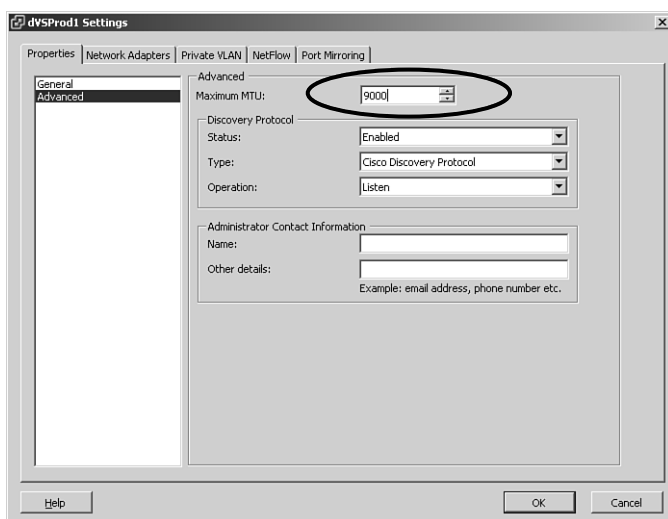 dVSProd1 Settings
Properties Network Adapters Private VLAN NetFlow Port Mirroring
General
Advanced
Advanced
Maximum MTU: 9000
Discovery Protocol
Status: Enabled
Type: Cisco Discovery Protocol
Operation: Listen
Administrator Contact Information
Name:
Other details:
Example: email address, phone number etc.
Help OK Cancel